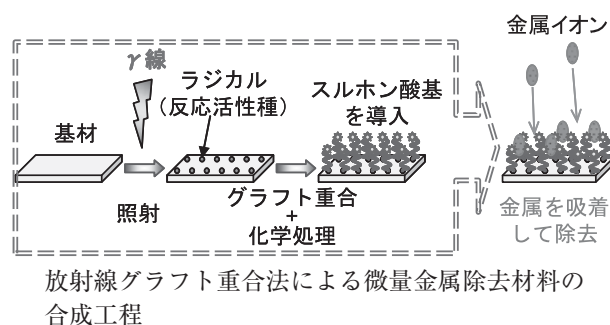 金属イオン
γ線
ラジカル
(反応活性種)
スルホン酸基
を導入
基材
照射
グラフト重合
+
化学処理
金属を吸着
して除去
放射線グラフト重合法による微量金属除去材料の
合成工程